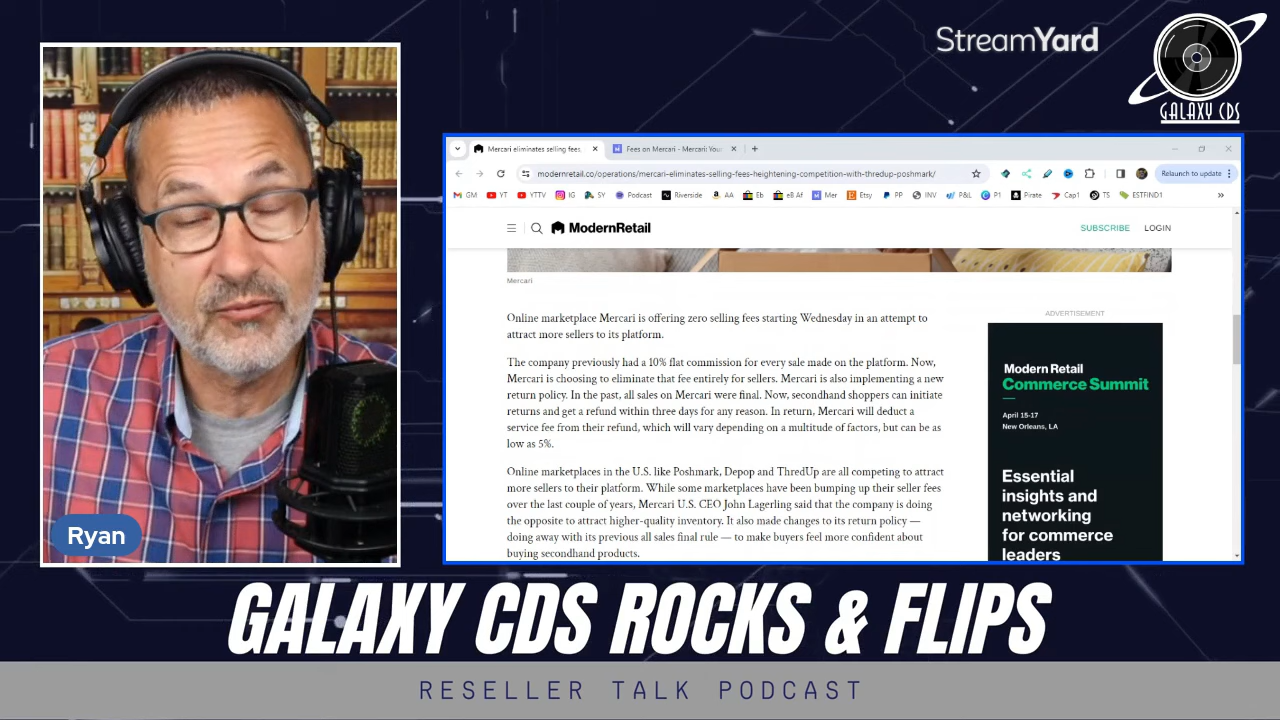 StreamYard
GALAXY CDS
Mercari eliminates selling fees,
Fees on Mercari - Mercari: You
modernretail.co/operations/mercari-eliminates-selling-fees-heightening-competition-with-thredup-poshmark/
Relaunch to update
GM YT YTTV IG SY Podcast Riverside AA Eb eB Af Mer Etsy PP INV P&L P1 Pirate Cap1 TS ESTFIND1 »
ModernRetail
SUBSCRIBE LOGIN
Mercari
Online marketplace Mercari is offering zero selling fees starting Wednesday in an attempt to
attract more sellers to its platform.
The company previously had a 10% flat commission for every sale made on the platform. Now,
Mercari is choosing to eliminate that fee entirely for sellers. Mercari is also implementing a new
return policy. In the past, all sales on Mercari were final. Now, secondhand shoppers can initiate
returns and get a refund within three days for any reason. In return, Mercari will deduct a
service fee from their refund, which will vary depending on a multitude of factors, but can be as
low as 5%.
Online marketplaces in the U.S. like Poshmark, Depop and ThredUp are all competing to attract
more sellers to their platform. While some marketplaces have been bumping up their seller fees
over the last couple of years, Mercari U.S. CEO John Lagerling said that the company is doing
the opposite to attract higher-quality inventory. It also made changes to its return policy —
doing away with its previous all sales final rule — to make buyers feel more confident about
buying secondhand products.
ADVERTISEMENT
Modern Retail
Commerce Summit
April 15-17
New Orleans, LA
Essential
insights and
networking
for commerce
leaders
Ryan
GALAXY CDS ROCKS & FLIPS
RESELLER TALK PODCAST